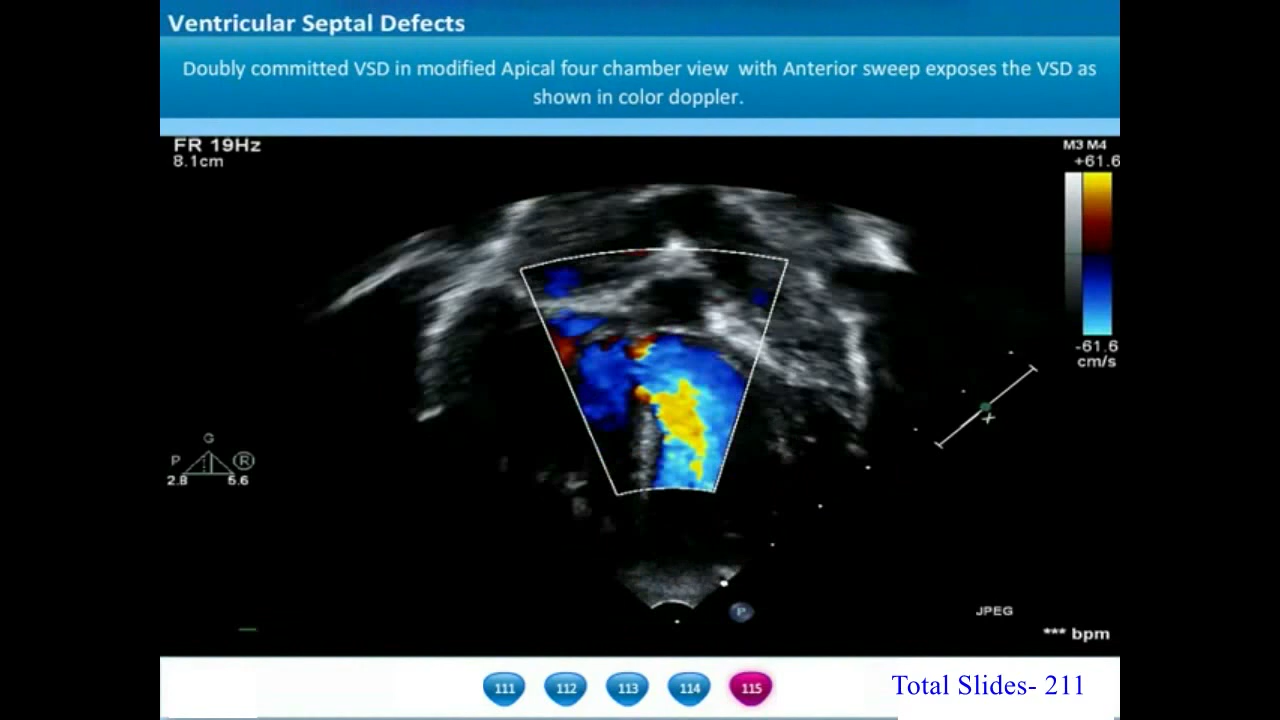 Ventricular Septal Defects
Doubly committed VSD in modified Apical four chamber view with Anterior sweep exposes the VSD as
shown in color doppler.
FR 19Hz
8.1cm
M3 M4
+61.6
-61.6
cm/s
G
P R
2.8 5.6
x
P
JPEG
*** bpm
111 112 113 114 115
Total Slides- 211